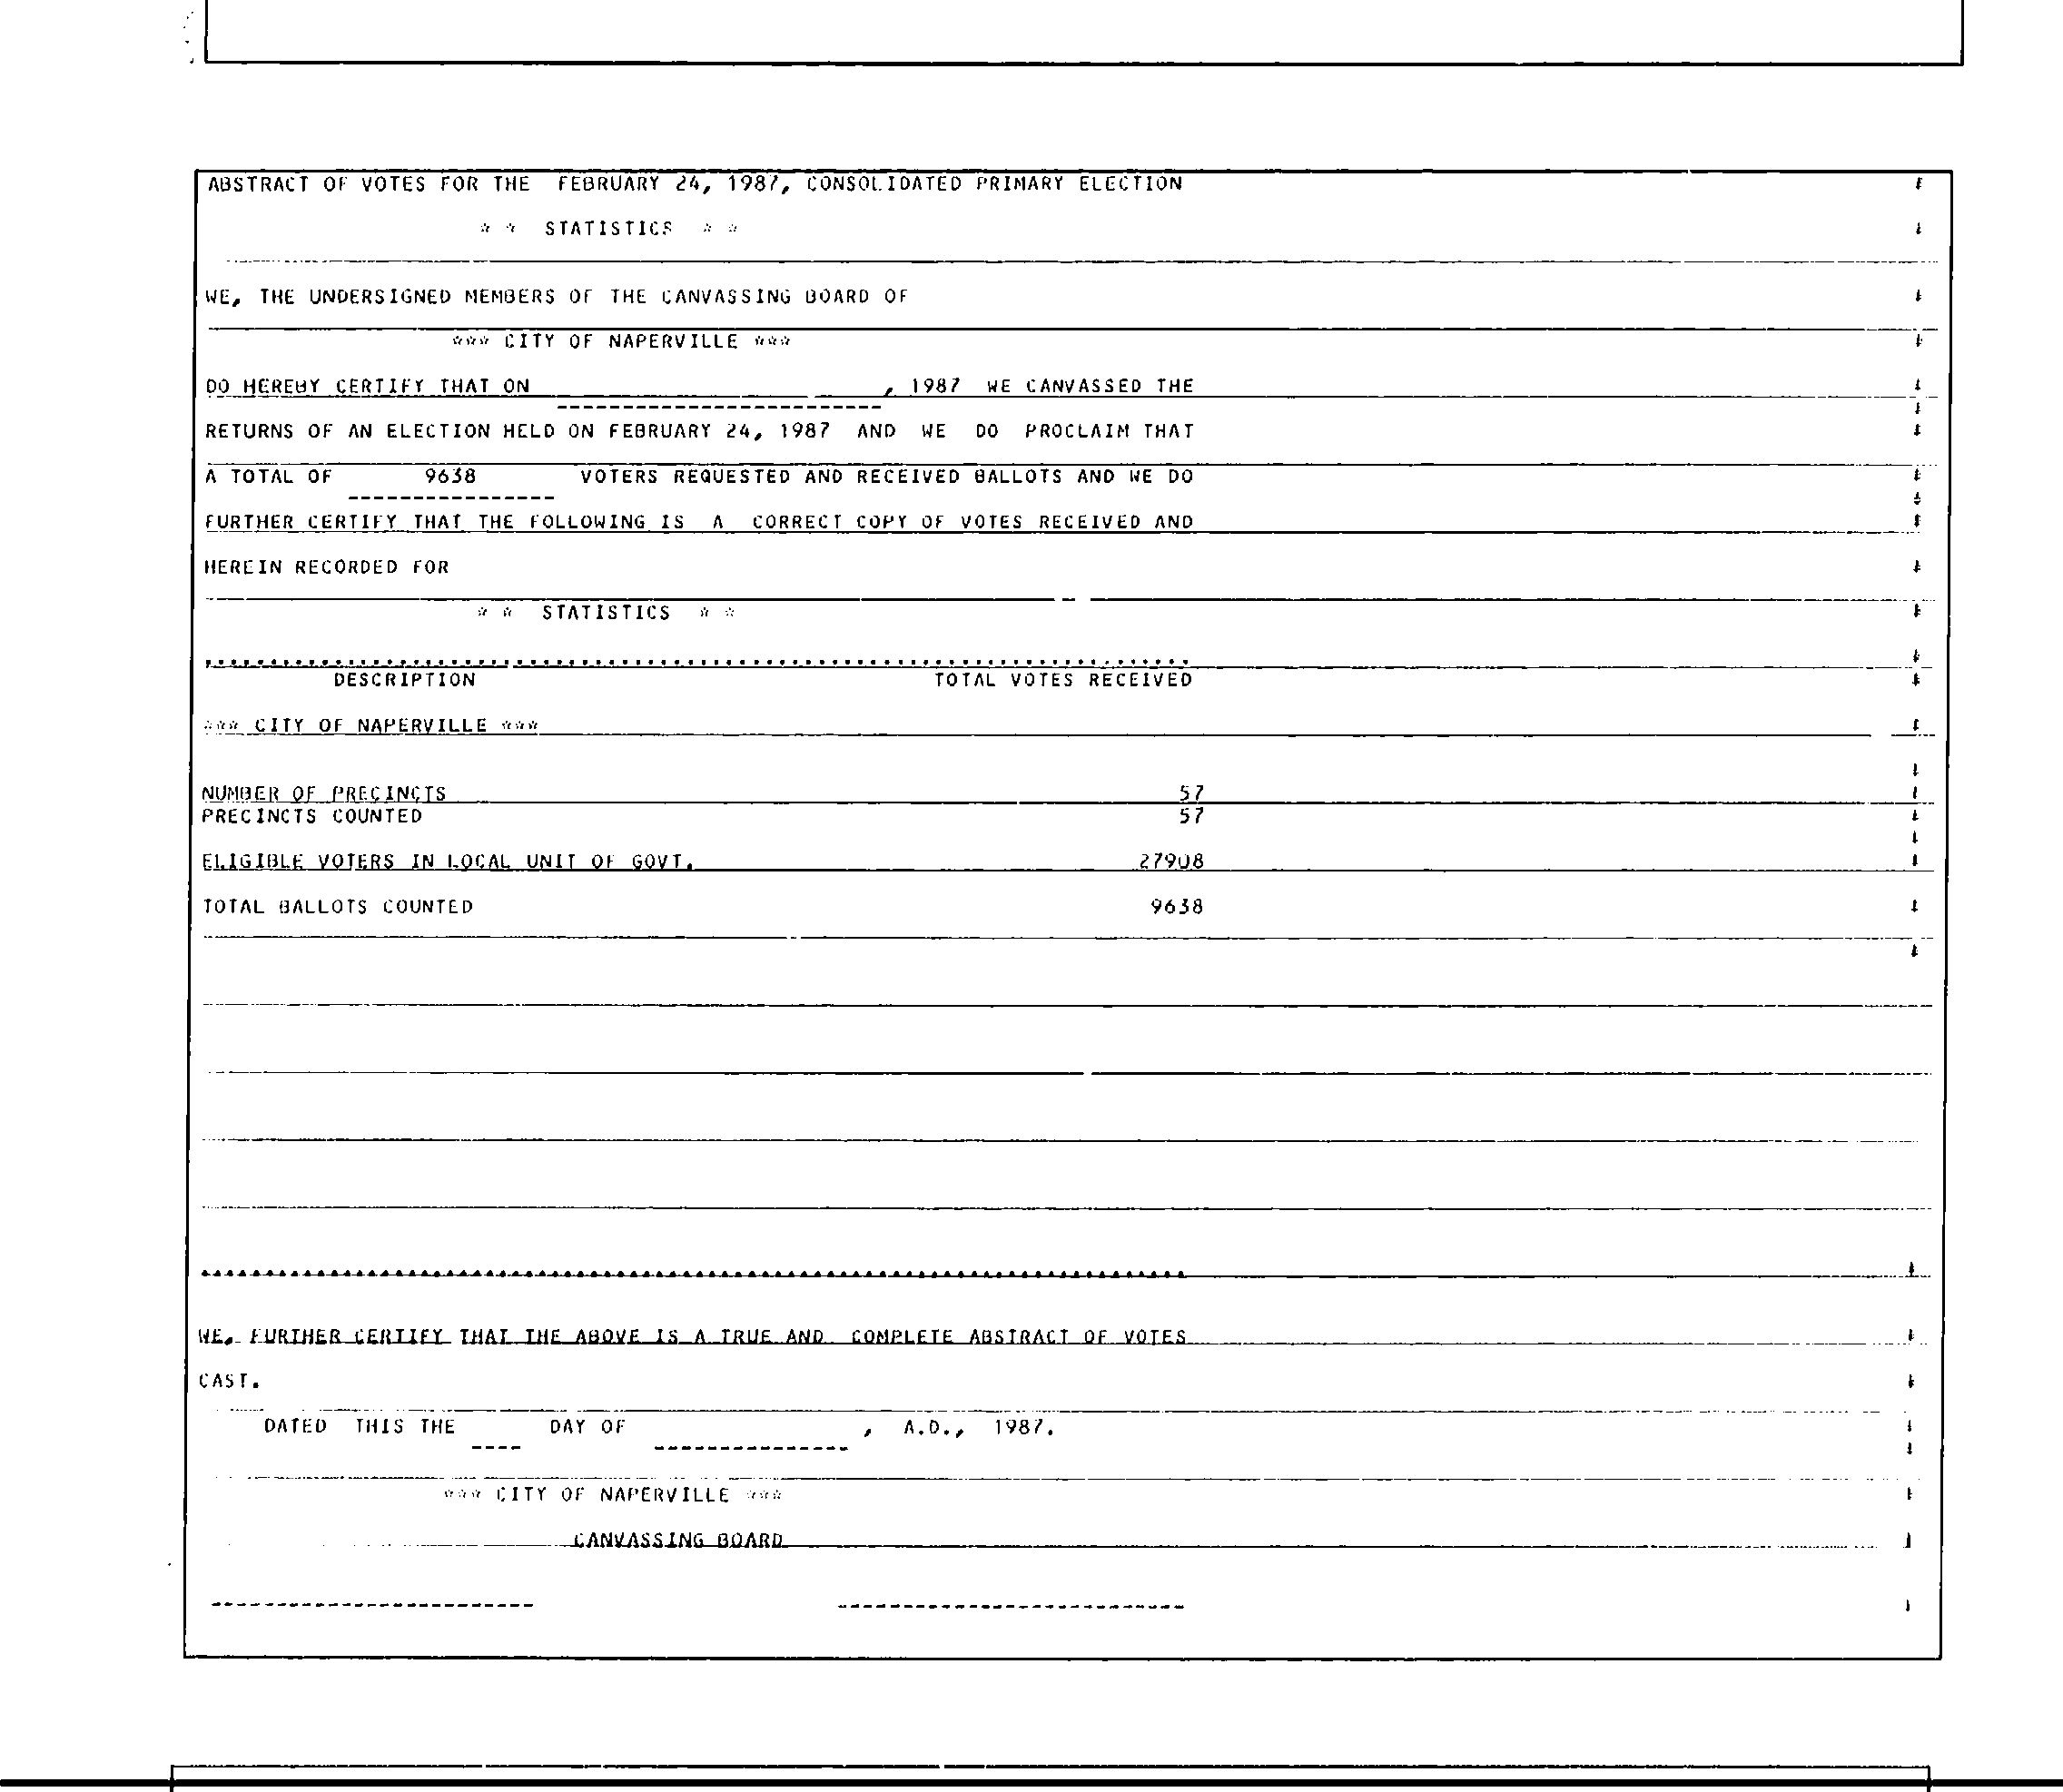 ABSTRACT OF VOTES FOR THE FEBRUARY 24, 1987, CONSOLIDATED PRIMARY ELECTION
* * STATISTICS * *
WE, THE UNDERSIGNED MEMBERS OF THE CANVASSING BOARD OF
*** CITY OF NAPERVILLE ***
DO HEREBY CERTIFY THAT ON , 1987 WE CANVASSED THE
RETURNS OF AN ELECTION HELD ON FEBRUARY 24, 1987 AND WE DO PROCLAIM THAT
A TOTAL OF 9638 VOTERS REQUESTED AND RECEIVED BALLOTS AND WE DO
FURTHER CERTIFY THAT THE FOLLOWING IS A CORRECT COPY OF VOTES RECEIVED AND
HEREIN RECORDED FOR
* * STATISTICS * *
DESCRIPTION TOTAL VOTES RECEIVED
*** CITY OF NAPERVILLE ***
NUMBER OF PRECINCTS 57
PRECINCTS COUNTED 57
ELIGIBLE VOTERS IN LOCAL UNIT OF GOVT. 27908
TOTAL BALLOTS COUNTED 9638
WE, FURTHER CERTIFY THAT THE ABOVE IS A TRUE AND COMPLETE ABSTRACT OF VOTES
CAST.
DATED THIS THE ---- DAY OF ---------------, A.D., 1987.
*** CITY OF NAPERVILLE ***
CANVASSING BOARD